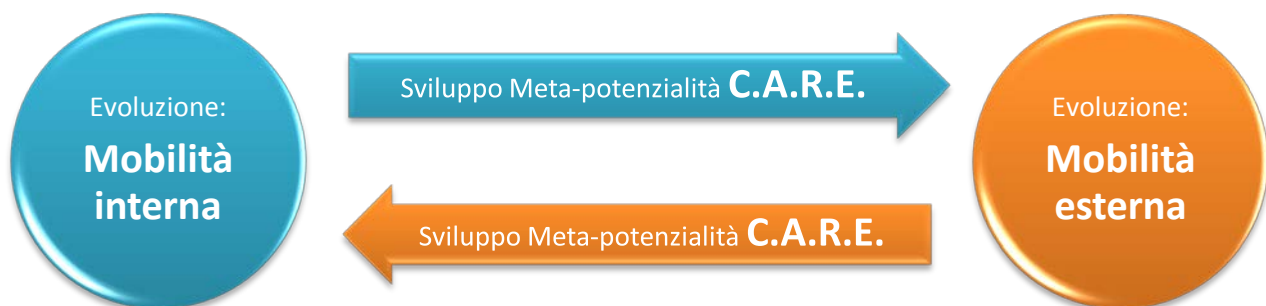 Evoluzione:
Mobilità
interna
Sviluppo Meta-potenzialità C.A.R.E.
Sviluppo Meta-potenzialità C.A.R.E.
Evoluzione:
Mobilità
esterna